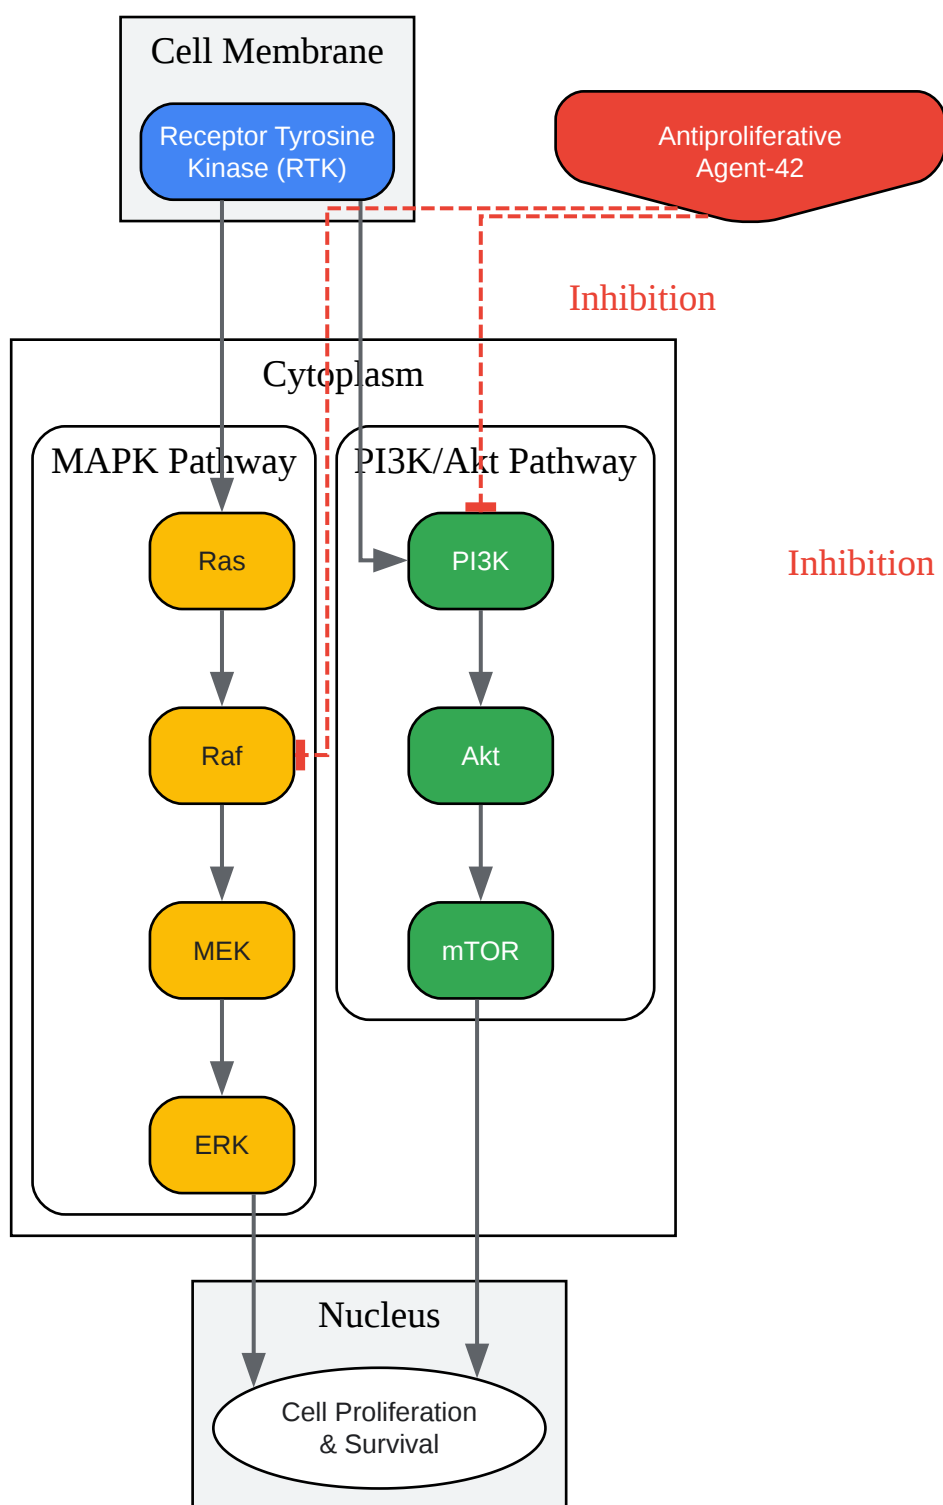 Cell Membrane
Receptor Tyrosine
Kinase (RTK)
Antiproliferative
Agent-42
Inhibition
Cytoplasm
MAPK Pathway
PI3K/Akt Pathway
Ras
PI3K
Inhibition
Raf
Akt
MEK
mTOR
ERK
Nucleus
Cell Proliferation
& Survival